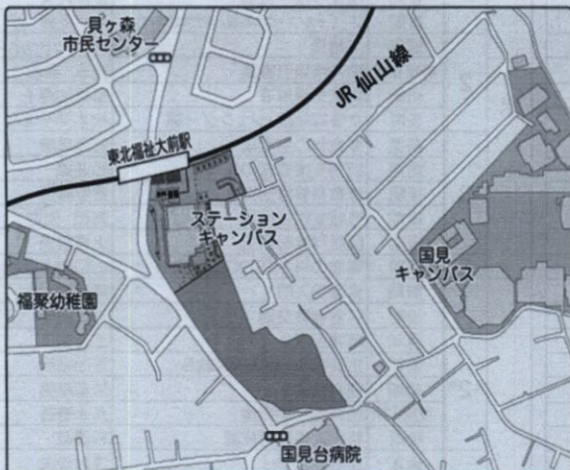 貝ヶ森
市民センター
JR 仙山線
東北福祉大前駅
ステーション
キャンパス
国見
キャンパス
福聚幼稚園
国見台病院